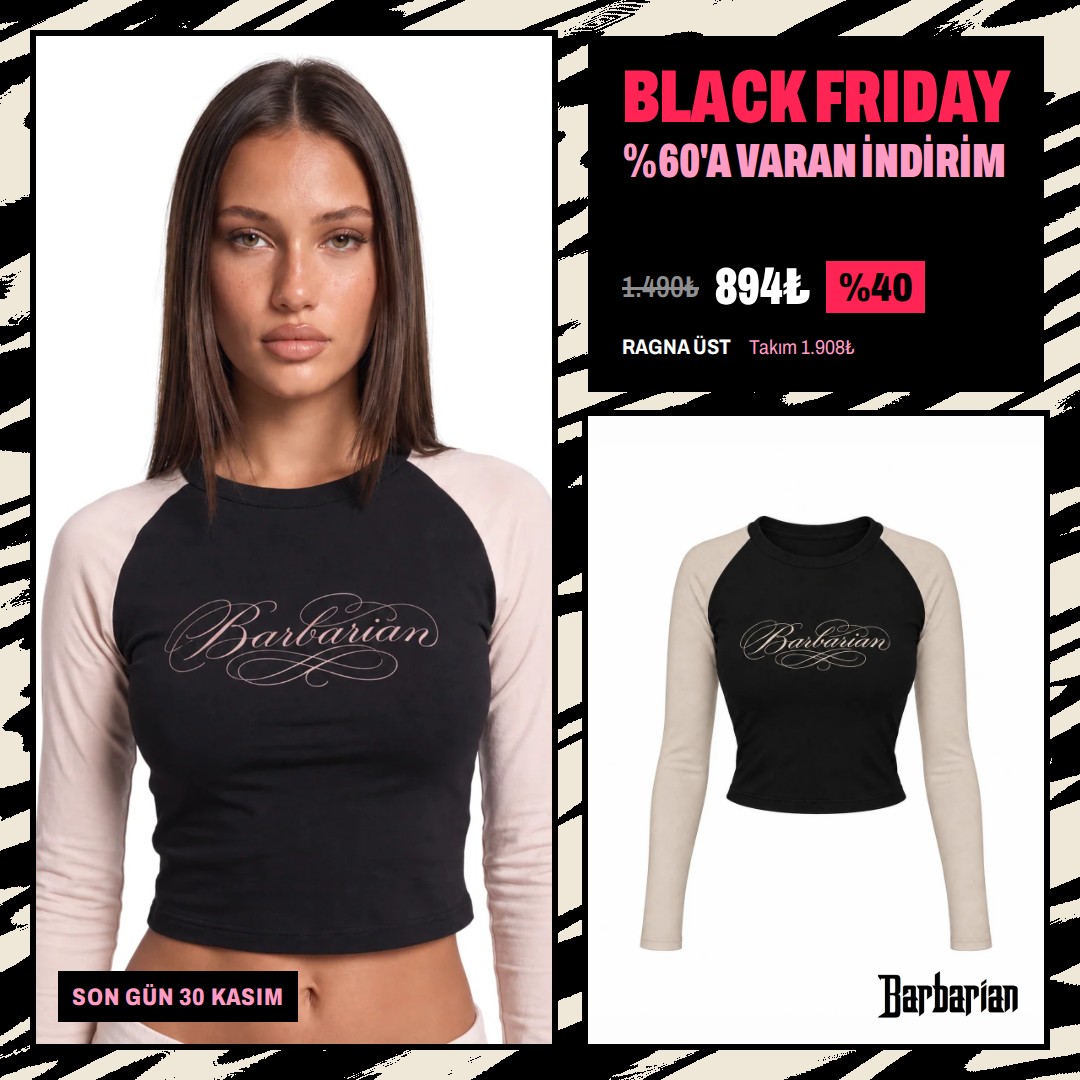 BLACK FRIDAY
%60'A VARAN İNDİRİM
1.490₺ 894₺ %40
RAGNA ÜST Takım 1.908₺
Barbarian
Barbarian
SON GÜN 30 KASIM
Barbarian